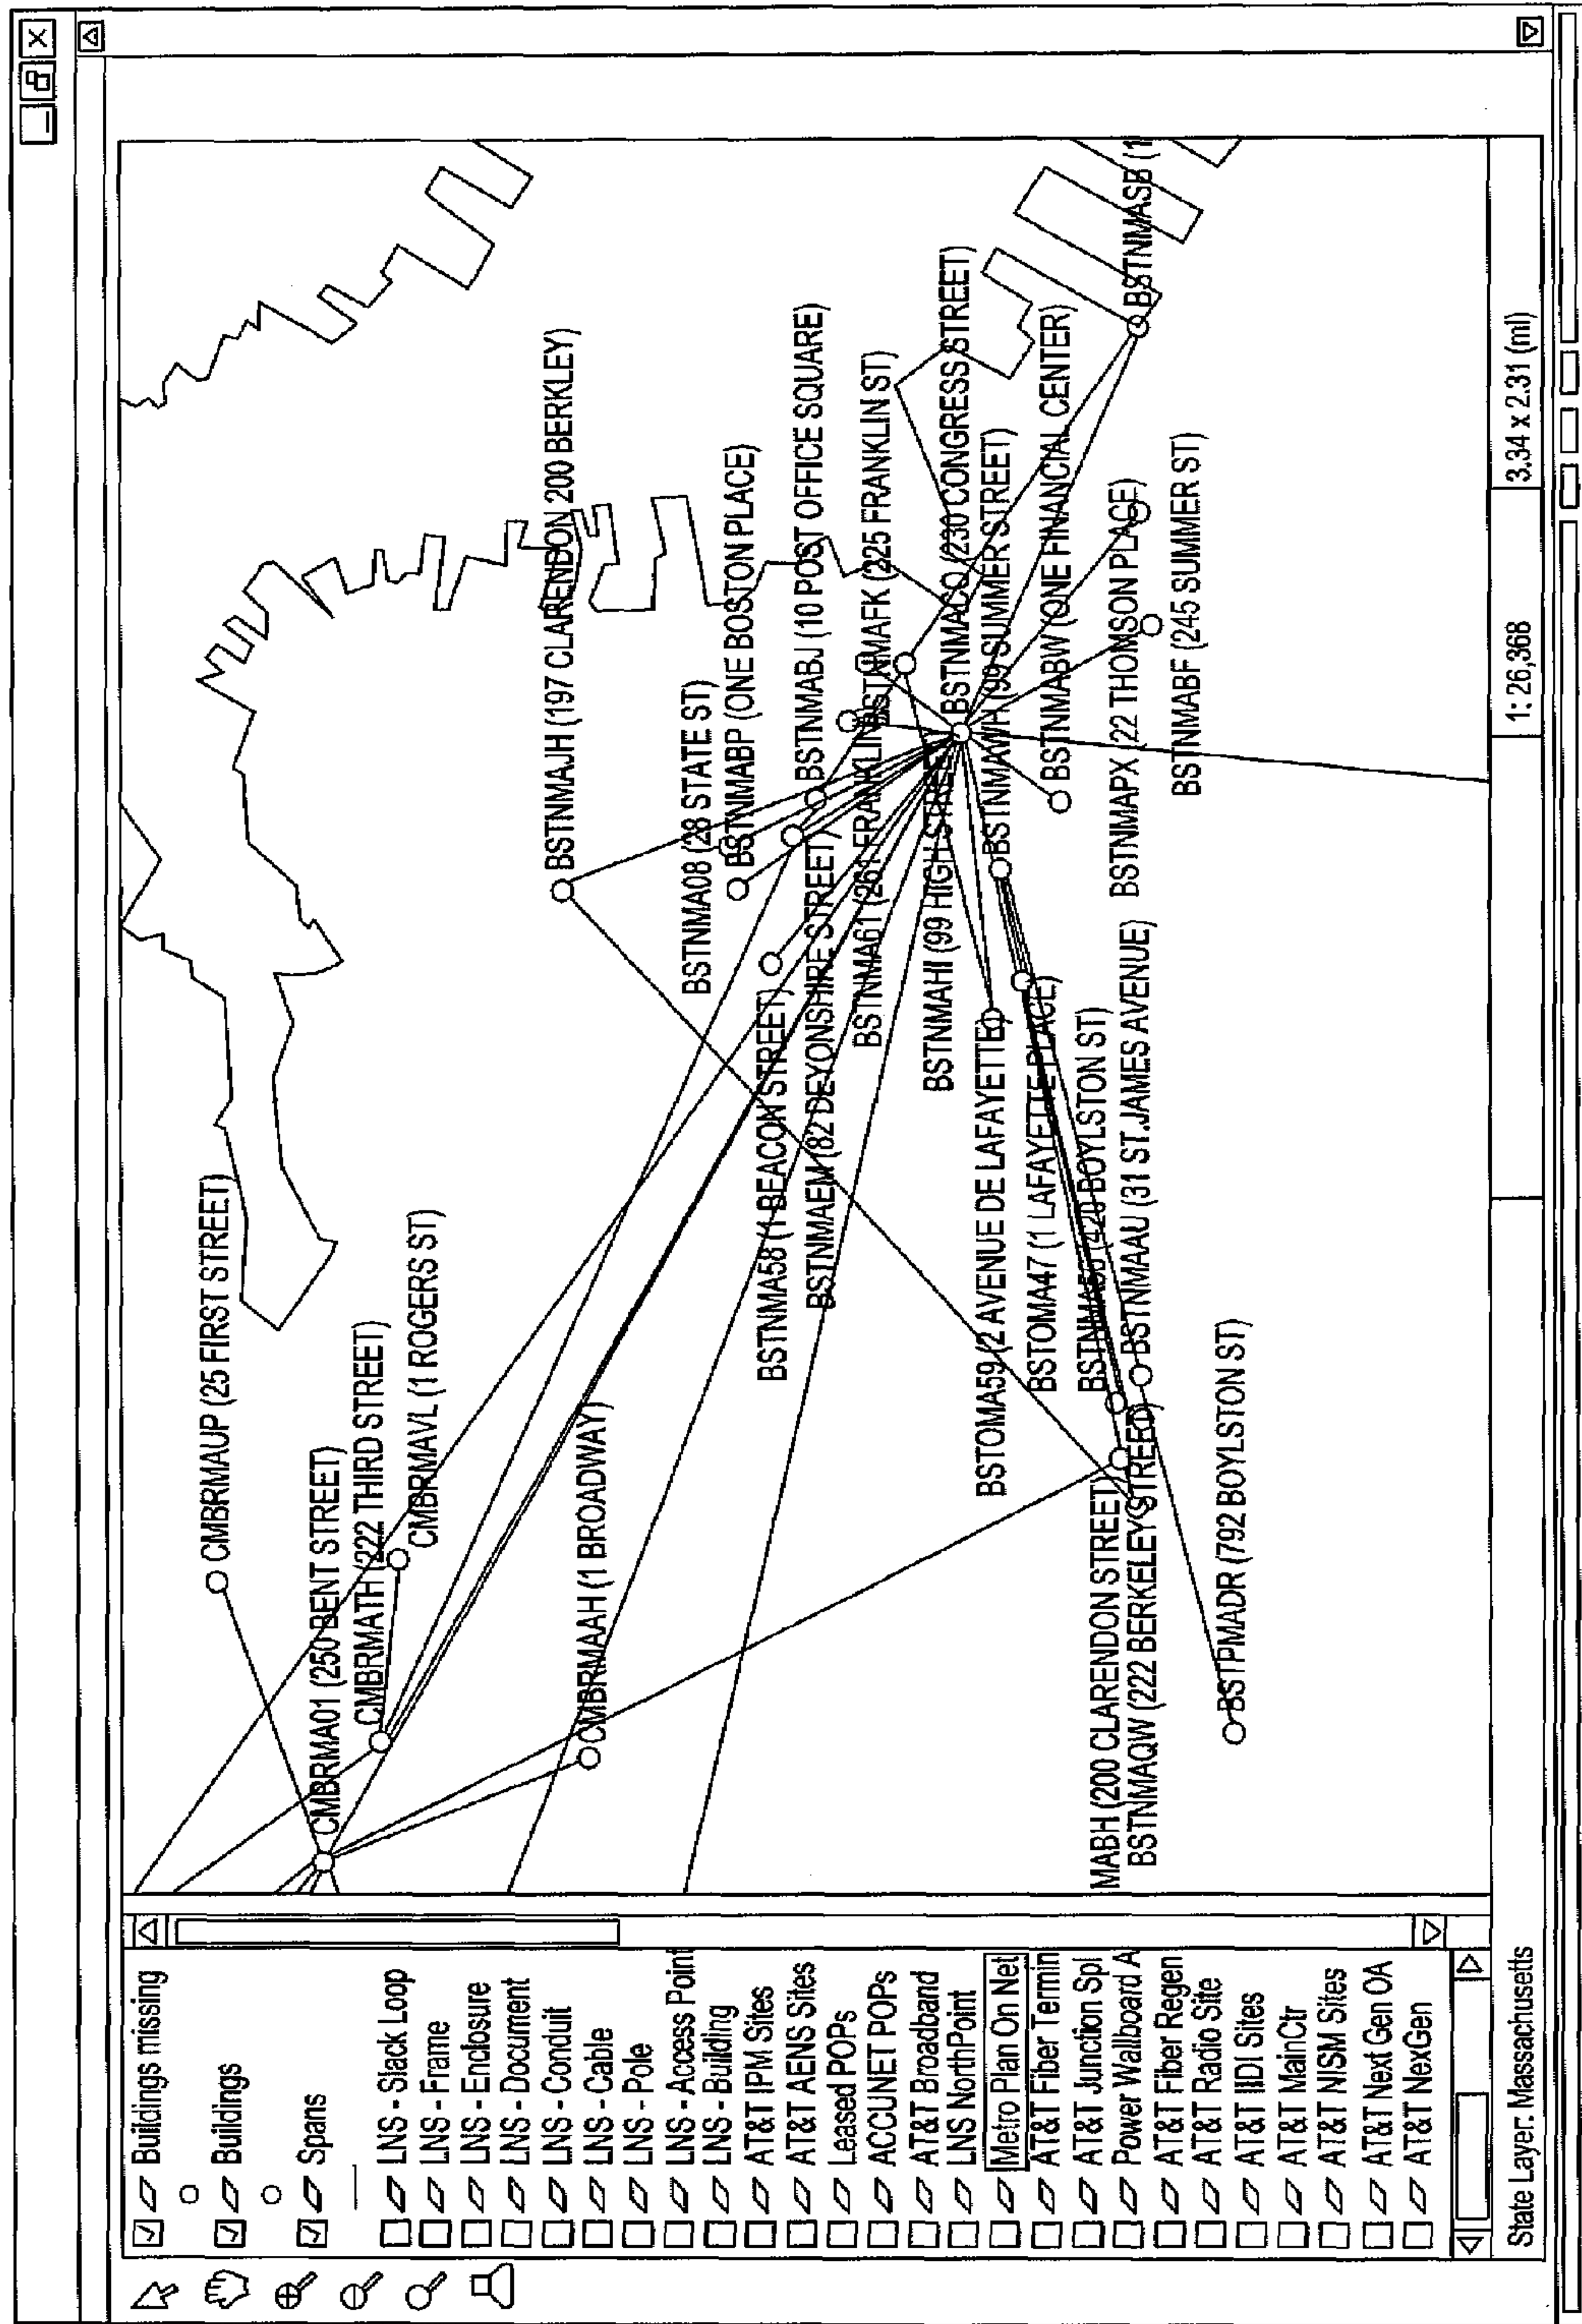 Buildings missing
Buildings
Spans
LNS - Slack Loop
LNS - Frame
LNS - Enclosure
LNS - Document
LNS - Conduit
LNS - Cable
LNS - Pole
LNS - Access Point
LNS - Building
AT&T IPM Sites
AT&T AENS Sites
Leased POPs
ACCUNET POPs
AT&T Broadband
LNS NorthPoint
Metro Plan On Net
AT&T Fiber Termin
AT&T Junction Spl
Power Wallboard A
AT&T Fiber Regen
AT&T Radio Site
AT&T IIDI Sites
AT&T MainCtr
AT&T NISM Sites
AT&T Next Gen OA
AT&T NexGen
CMBRMAUP (25 FIRST STREET)
CMBRMA01 (250 BENT STREET)
CMBRMATH (222 THIRD STREET)
CMBRMAVL (1 ROGERS ST)
CMBRMAAH (1 BROADWAY)
BSTNMAJH (197 CLARENDON 200 BERKLEY)
BSTNMA08 (28 STATE ST)
BSTNMABP (ONE BOSTON PLACE)
BSTNMA58 (1 BEACON STREET)
BSTNMABJ (10 POST OFFICE SQUARE)
BSTNMAEM (82 DEVONSHIRE STREET)
BSTNMA61 (261 FRANKLIN
BSTNMAFK (225 FRANKLIN ST)
BSTNMAHI (99 HIGH STREET
BSTNMACO (230 CONGRESS STREET)
BSTOMA59 (2 AVENUE DE LAFAYETTE)
BSTNMAWH (99 SUMMER STREET)
BSTOMA47 (1 LAFAYETTE PLACE)
BSTNMABW (ONE FINANCIAL CENTER)
BSTNMA56 (420 BOYLSTON ST)
MABH (200 CLARENDON STREET)
BSTNMAPX (22 THOMSON PLACE)
BSTNMAQW (222 BERKELEY STREET)
BSTNMAAU (31 ST.JAMES AVENUE)
BSTNMASB (1
BSTNMABF (245 SUMMER ST)
BSTPMADR (792 BOYLSTON ST)
State Layer: Massachusetts
1: 26,368
3.34 x 2.31 (ml)